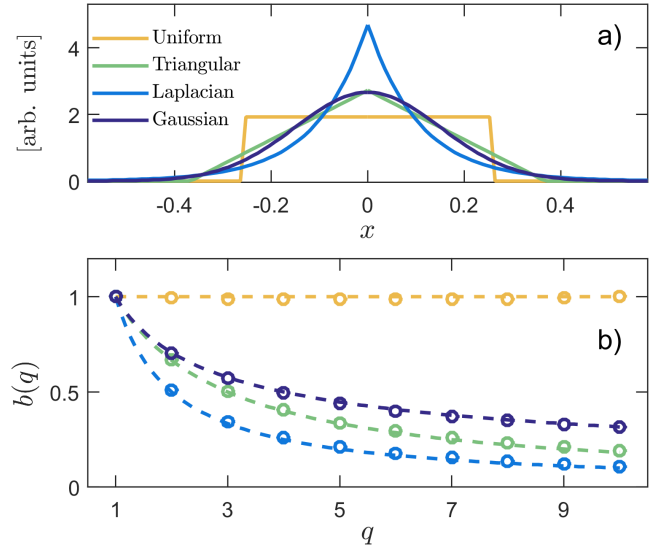 a)
[arb. units]
4
2
0
Uniform
Triangular
Laplacian
Gaussian
-0.4
-0.2
0
0.2
0.4
x
b)
b(q)
1
0.5
0
1
3
5
7
9
q